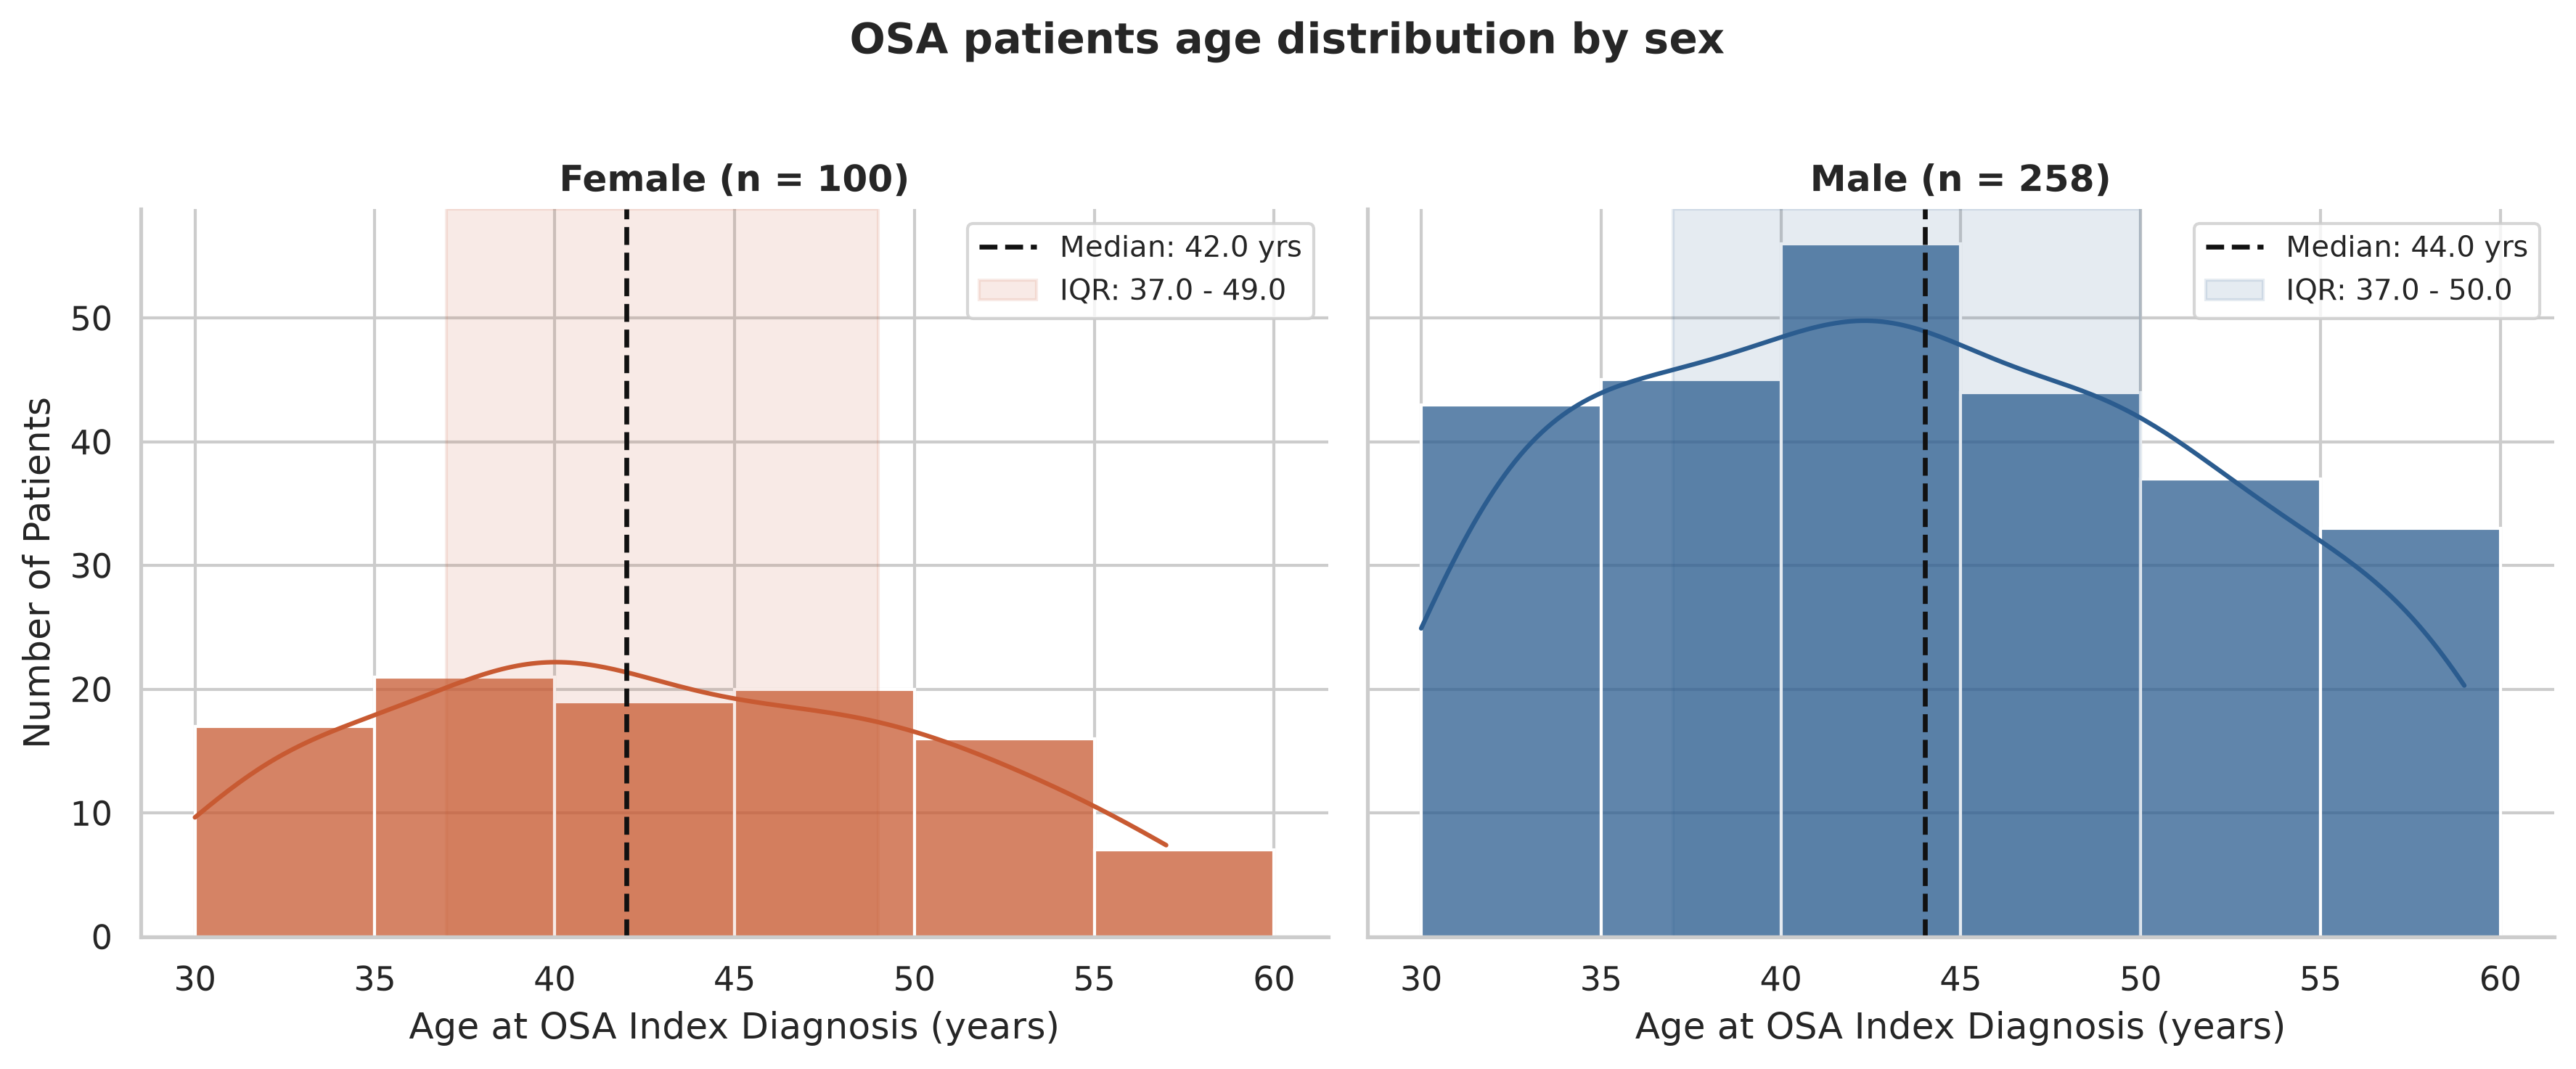 OSA patients age distribution by sex
Female (n = 100)
Median: 42.0 yrs
IQR: 37.0 - 49.0
Number of Patients
50
40
30
20
10
0
30 35 40 45 50 55 60
Age at OSA Index Diagnosis (years)
Male (n = 258)
Median: 44.0 yrs
IQR: 37.0 - 50.0
30 35 40 45 50 55 60
Age at OSA Index Diagnosis (years)